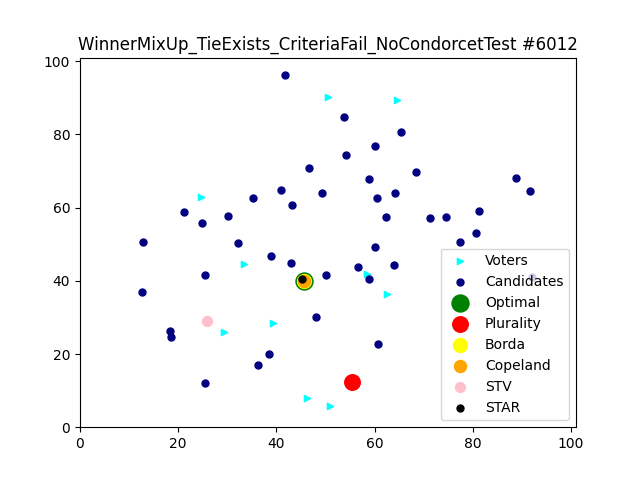 WinnerMixUp_TieExists_CriteriaFail_NoCondorcetTest #6012
100
80
60
40
20
0
0 20 40 60 80 100
Voters
Candidates
Optimal
Plurality
Borda
Copeland
STV
STAR